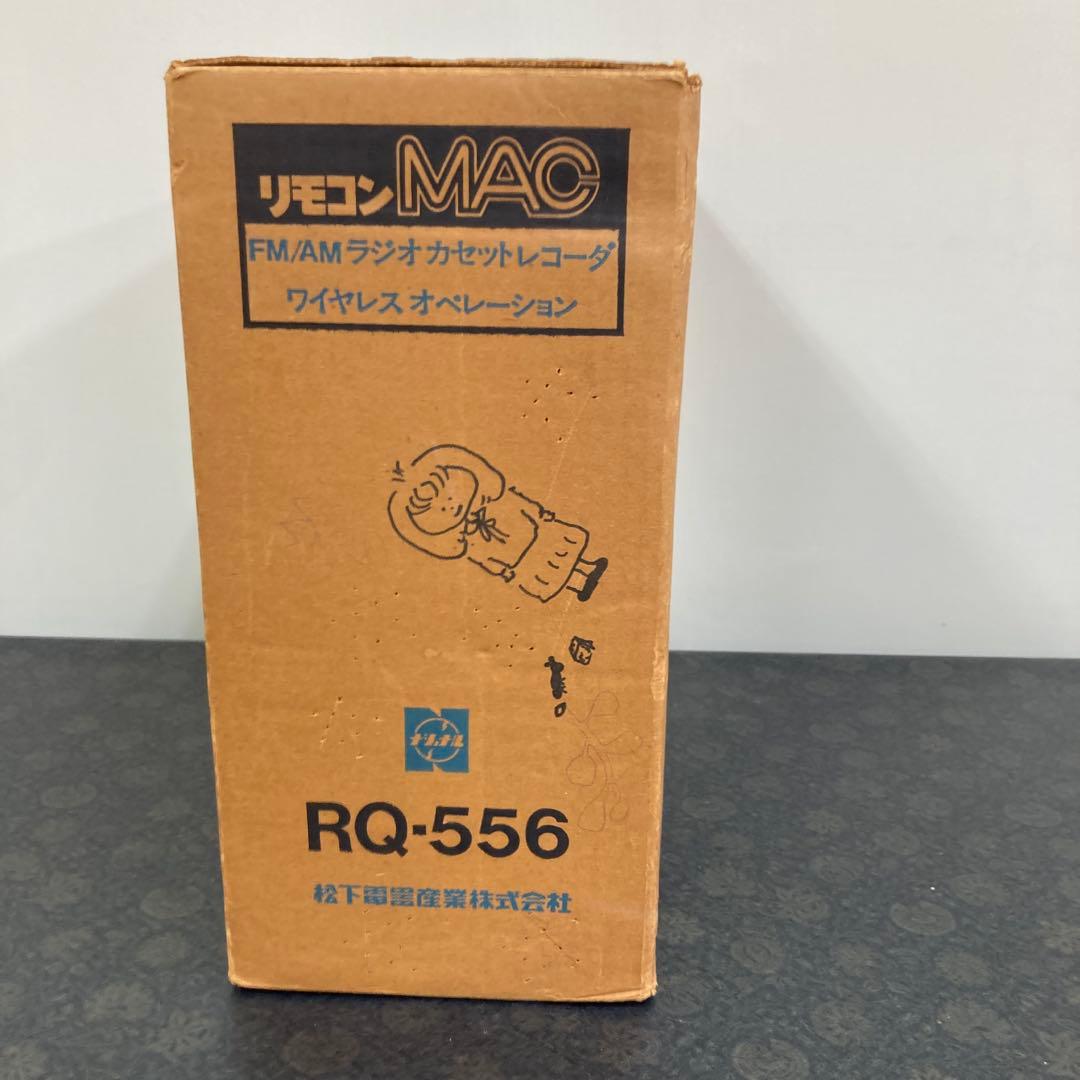 リモコンMAC
FM/AM ラジオ カセットレコーダ
ワイヤレス オペレーション
ナショナル
RQ-556
松下電器産業株式会社